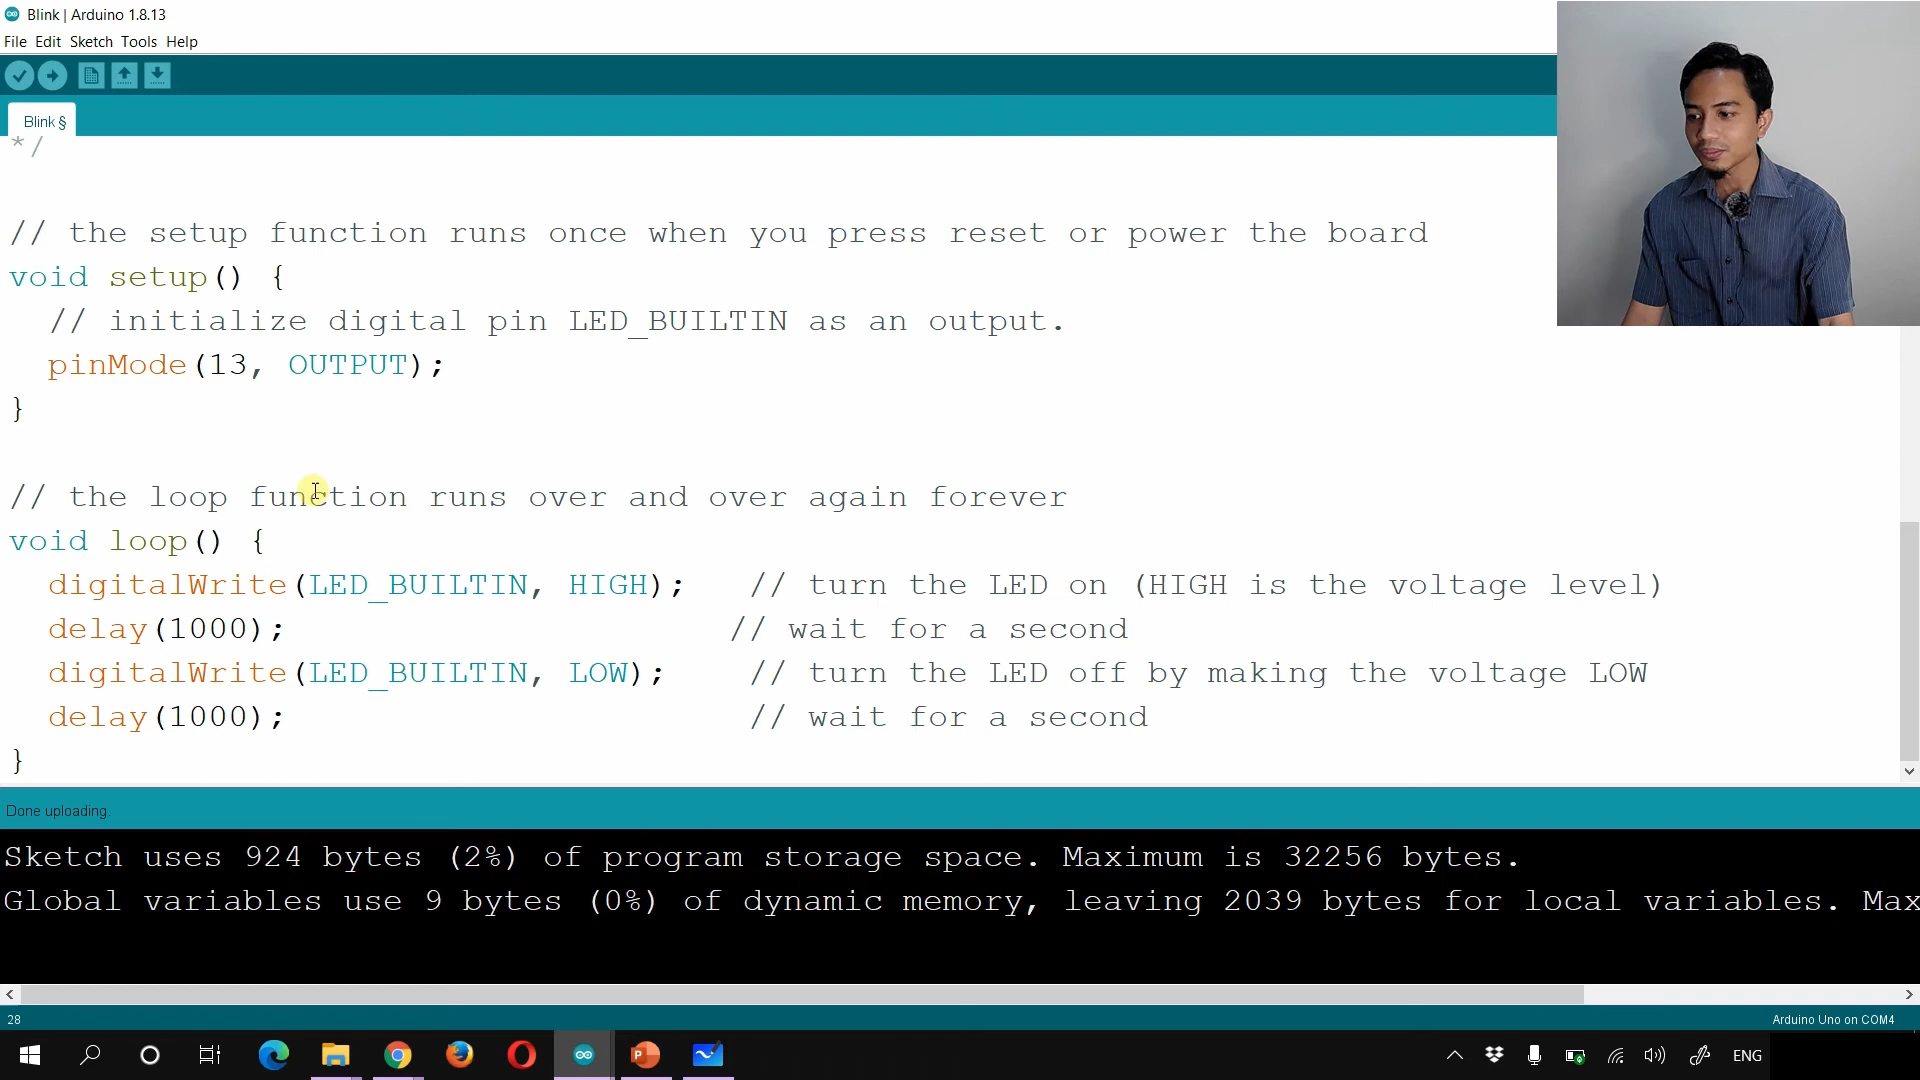 Blink | Arduino 1.8.13
File Edit Sketch Tools Help
Blink §
*/
// the setup function runs once when you press reset or power the board
void setup() {
// initialize digital pin LED_BUILTIN as an output.
pinMode(13, OUTPUT);
}
// the loop function runs over and over again forever
void loop() {
digitalWrite(LED_BUILTIN, HIGH); // turn the LED on (HIGH is the voltage level)
delay(1000); // wait for a second
digitalWrite(LED_BUILTIN, LOW); // turn the LED off by making the voltage LOW
delay(1000); // wait for a second
}
Done uploading.
Sketch uses 924 bytes (2%) of program storage space. Maximum is 32256 bytes.
Global variables use 9 bytes (0%) of dynamic memory, leaving 2039 bytes for local variables. Max
28
Arduino Uno on COM4
ENG